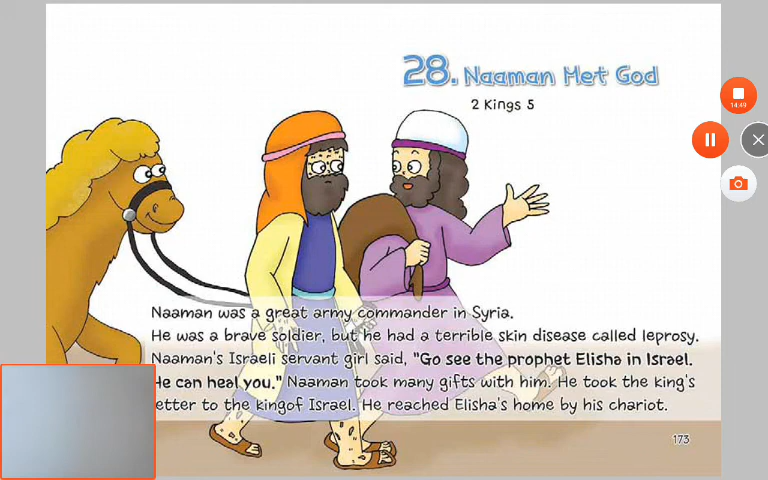 28. Naaman Met God
2 Kings 5
14:49
Naaman was a great army commander in Syria.
He was a brave soldier, but he had a terrible skin disease called leprosy.
Naaman's Israeli servant girl said, "Go see the prophet Elisha in Israel.
He can heal you." Naaman took many gifts with him. He took the king's
etter to the kingof Israel. He reached Elisha's home by his chariot.
173